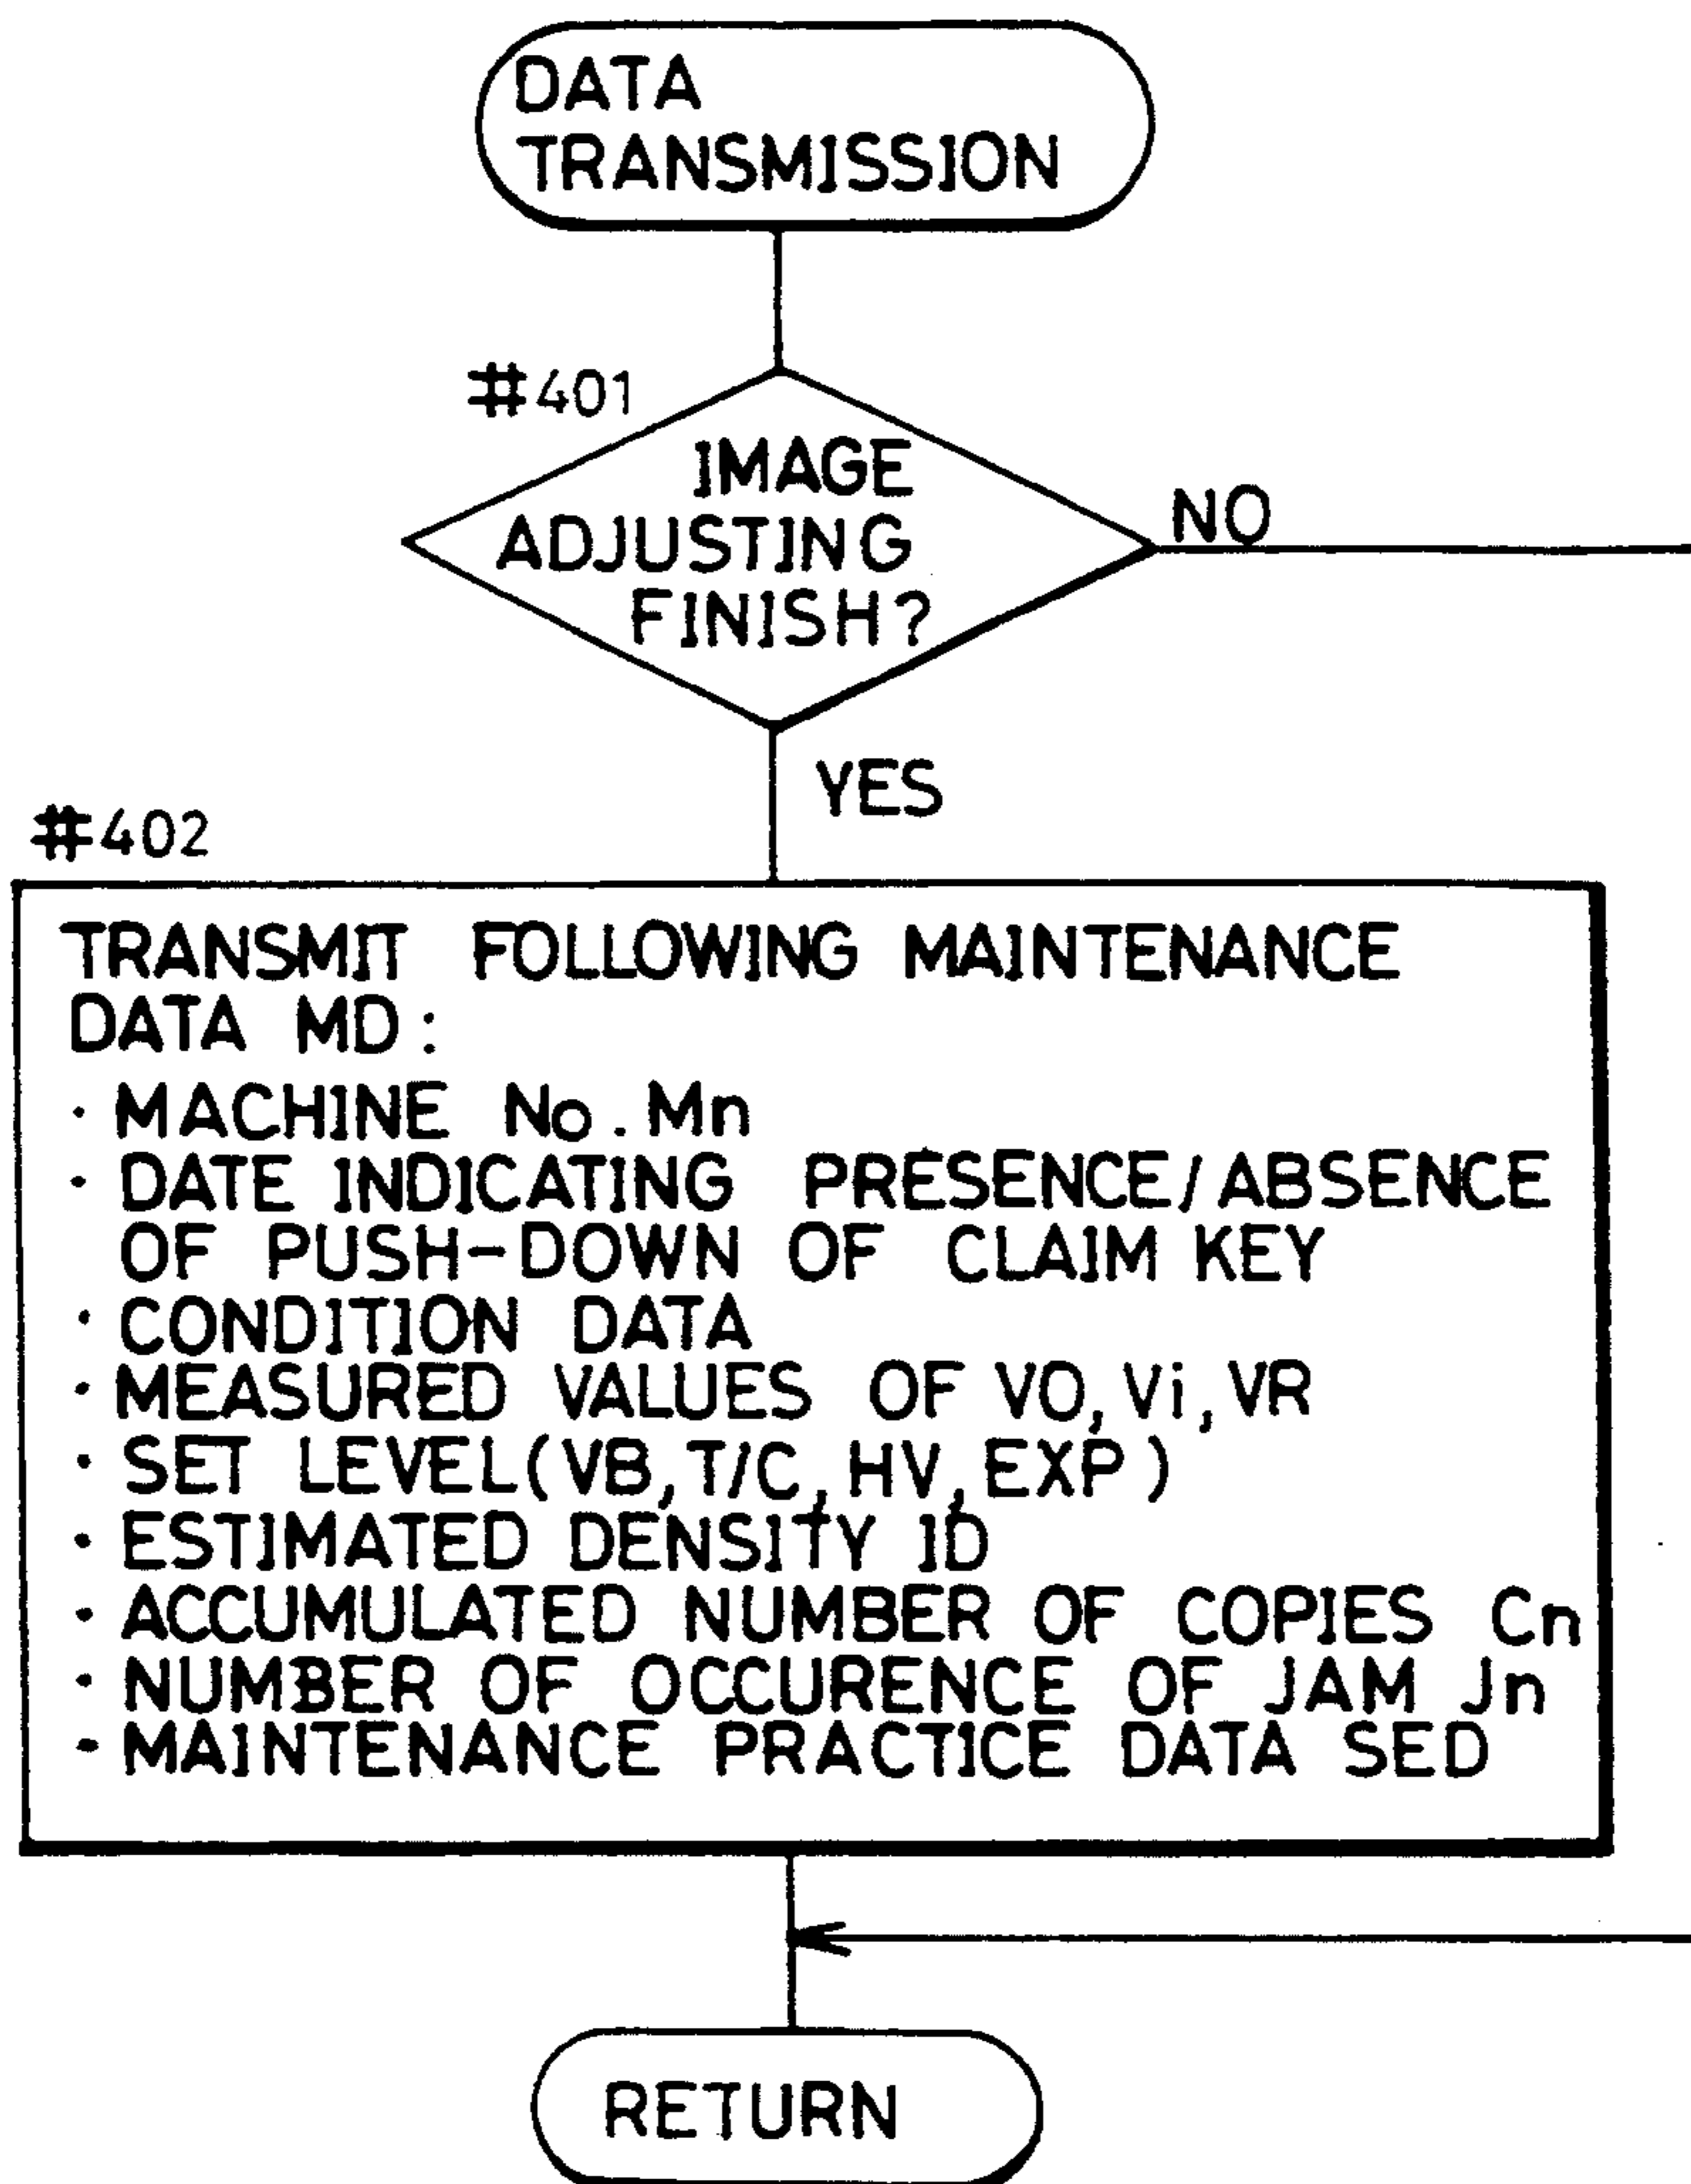 DATA
TRANSMISSION
#401
IMAGE
ADJUSTING
FINISH?
NO
YES
#402
TRANSMIT FOLLOWING MAINTENANCE
DATA MD:
· MACHINE No. Mn
· DATE INDICATING PRESENCE/ABSENCE
OF PUSH-DOWN OF CLAIM KEY
· CONDITION DATA
· MEASURED VALUES OF VO, Vi, VR
· SET LEVEL(VB, T/C, HV, EXP)
· ESTIMATED DENSITY ID
· ACCUMULATED NUMBER OF COPIES Cn
· NUMBER OF OCCURENCE OF JAM Jn
· MAINTENANCE PRACTICE DATA SED
RETURN